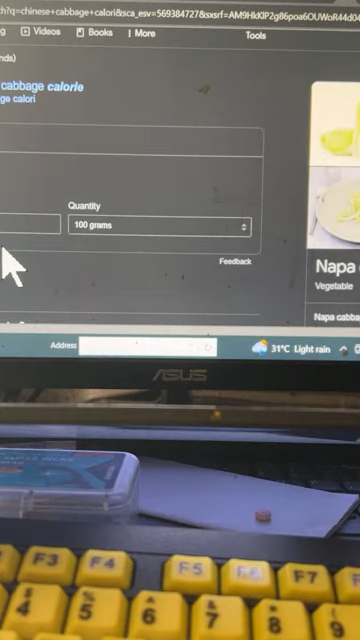 h?q=chinese+cabbage+calori&sca_esv=569384727&sxsrf=AM9HkKlP2g86poa6OUWoR44d04
g Videos Books More Tools
nds)
cabbage calorie
ge calori
Quantity
100 grams
Feedback
Napa
Vegetable
Napa cabba
Address
31°C Light rain
ASUS
F3 F4 F5 F6 F7
$ 4 % 5 ^ 6 & 7 * 8 ( 9